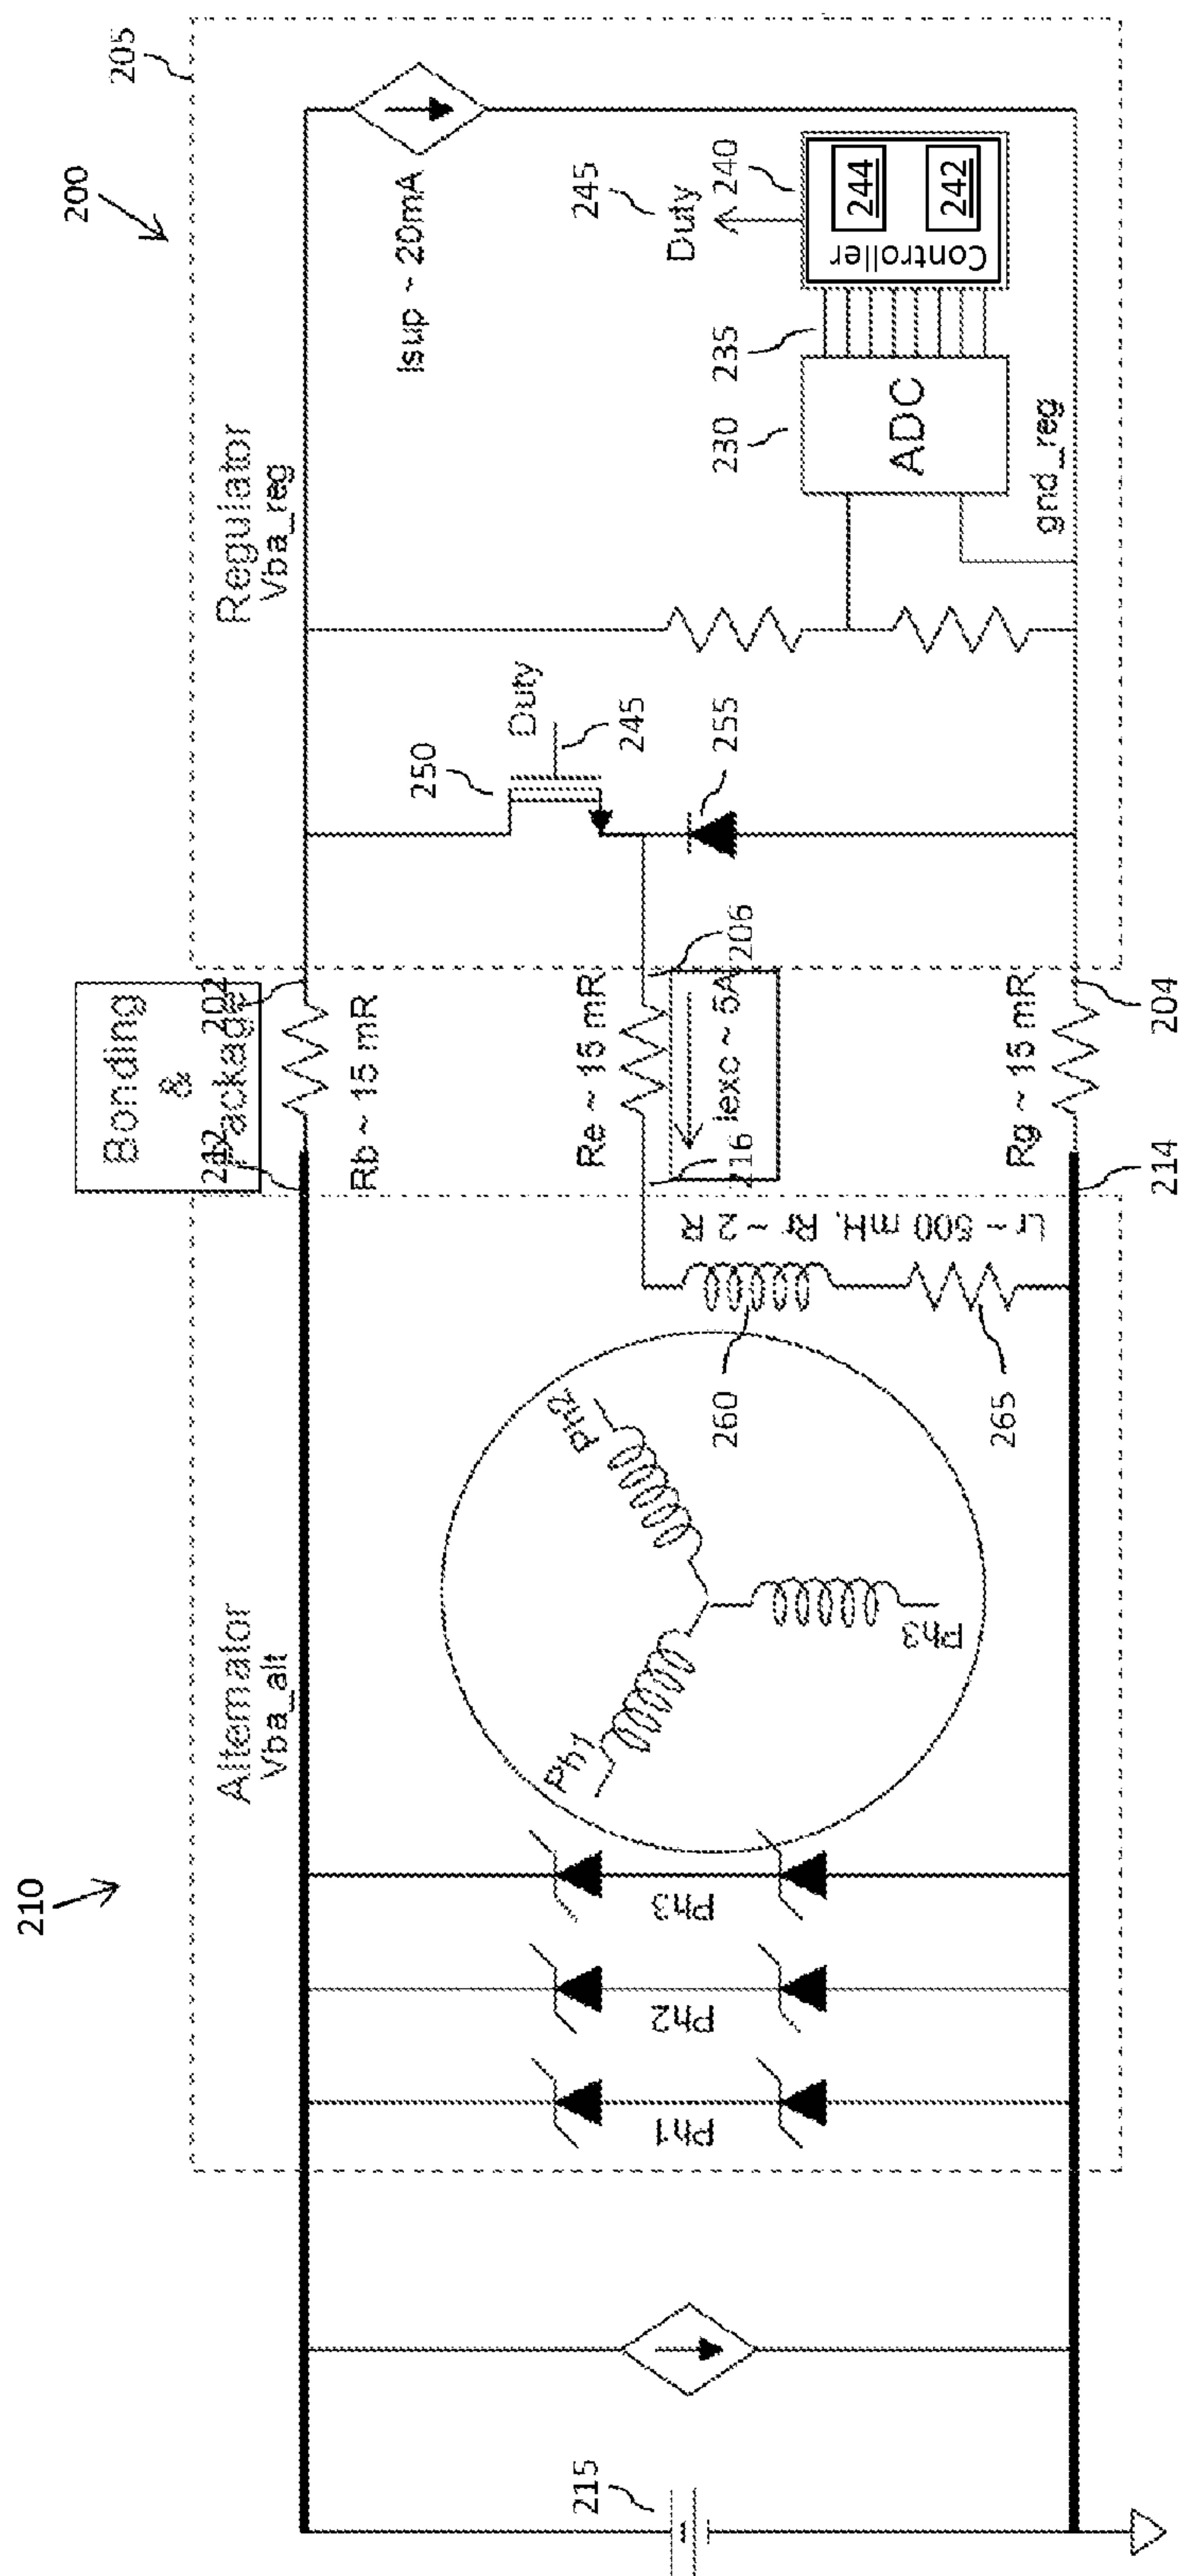 200
205
210
Alternator
Vba_alt
Bonding
&
Package
212
202
Rb ~ 15 mR
Regulator
Vba_reg
Isup ~ 20mA
250
Duty
245
245
Duty
Re ~ 15 mR
206
Iexc ~ 5A
216
255
230
235
240
ADC
Controller
244
242
gnd_reg
Lr ~ 500 mH, Rr ~ 2 R
260
265
Rg ~ 15 mR
214
204
Ph1
Ph2
Ph3
Ph1
Ph2
Ph3
215